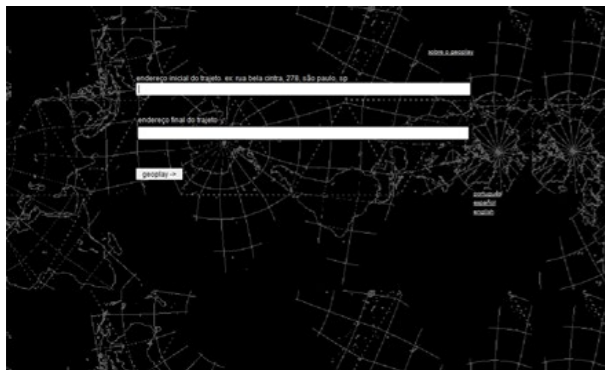 sobre o geoplay
endereço inicial do trajeto. ex: rua bela cintra, 278, são paulo, sp
endereço final do trajeto
geoplay ->
português
español
english